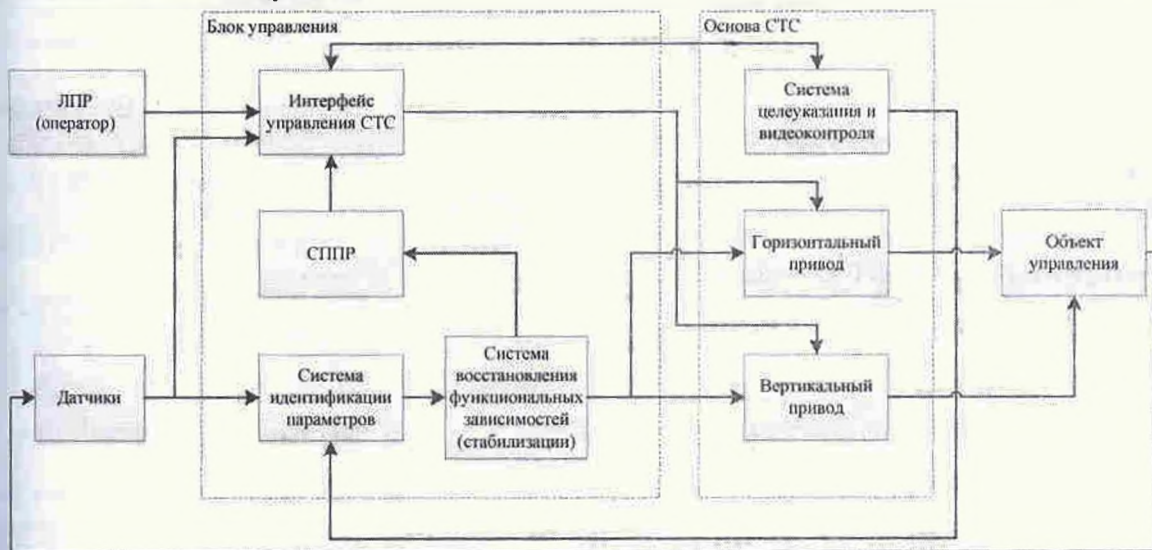 Блок управления
Основа СТС
ЛПР
(оператор)
Интерфейс
управления СТС
Система
целеуказания и
видеоконтроля
СППР
Горизонтальный
привод
Объект
управления
Датчики
Система
идентификации
параметров
Система
восстановления
функциональных
зависимостей
(стабилизации)
Вертикальный
привод